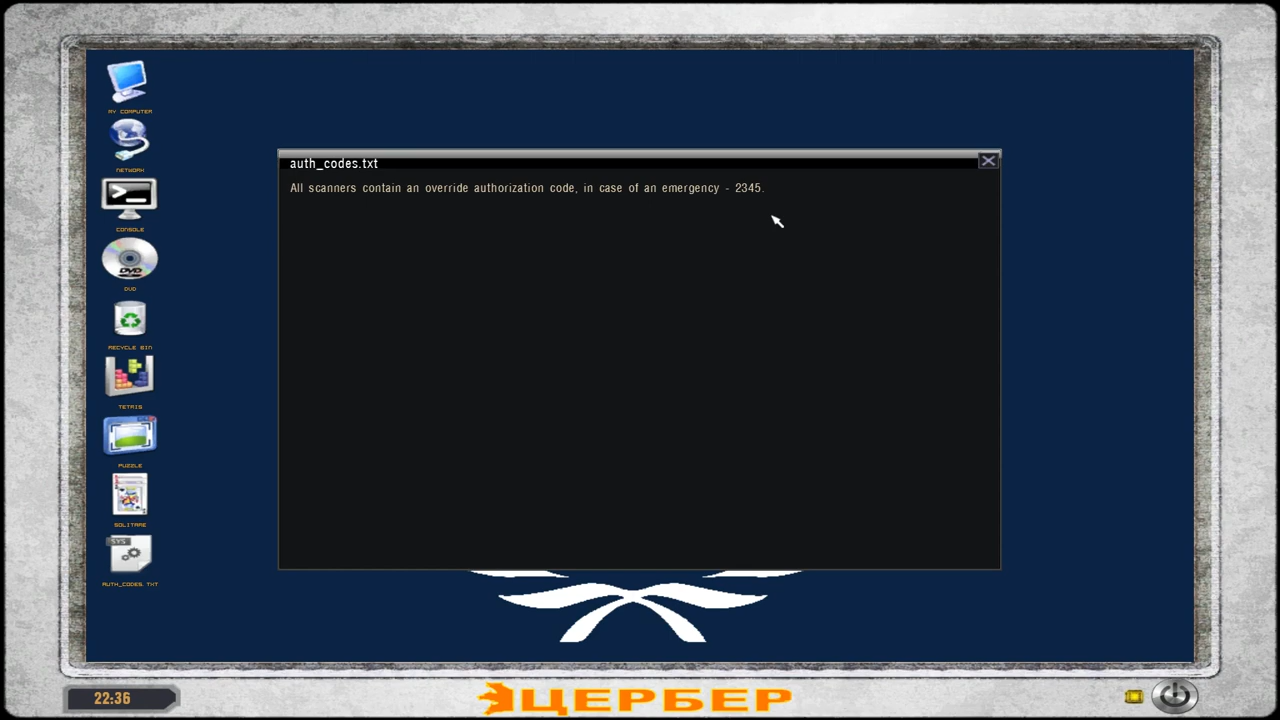 MY COMPUTER
NETWORK
CONSOLE
DVD
RECYCLE BIN
TETRIS
PUZZLE
SOLITARE
AUTH_CODES.TXT
auth_codes.txt
All scanners contain an override authorization code, in case of an emergency - 2345.
22:36
ЦЕРБЕР